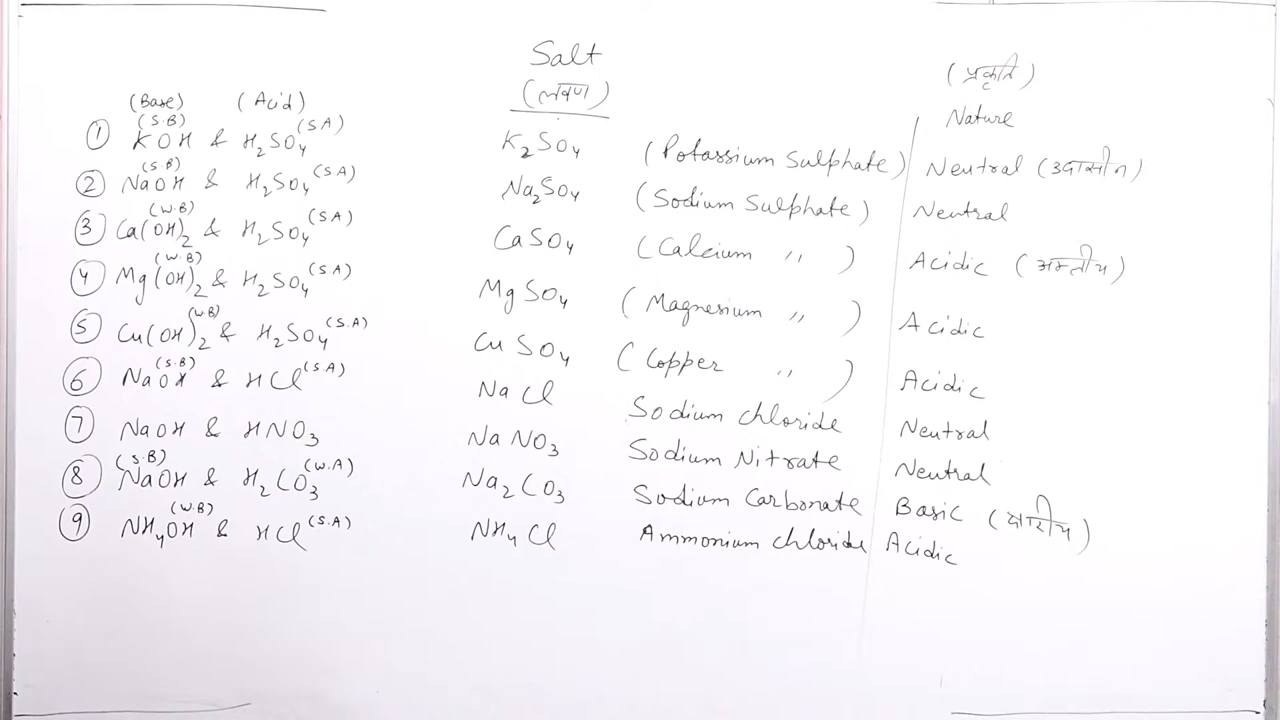 Salt
(लवण)
(प्रकृति)
Nature
(Base) (Acid)
① KOH (S.B) & H₂SO₄ (S.A) K₂SO₄ (Potassium Sulphate) Neutral (उदासीन)
② NaOH (S.B) & H₂SO₄ (S.A) Na₂SO₄ (Sodium Sulphate) Neutral
③ Ca(OH)₂ (W.B) & H₂SO₄ (S.A) CaSO₄ (Calcium ,, ) Acidic (अम्लीय)
④ Mg(OH)₂ (W.B) & H₂SO₄ (S.A) MgSO₄ (Magnesium ,, ) Acidic
⑤ Cu(OH)₂ (W.B) & H₂SO₄ (S.A) CuSO₄ (Copper ,, ) Acidic
⑥ NaOH (S.B) & HCl (S.A) NaCl Sodium chloride Neutral
⑦ NaOH & HNO₃ NaNO₃ Sodium Nitrate Neutral
⑧ NaOH (S.B) & H₂CO₃ (W.A) Na₂CO₃ Sodium Carbonate Basic (क्षारीय)
⑨ NH₄OH (W.B) & HCl (S.A) NH₄Cl Ammonium chloride Acidic